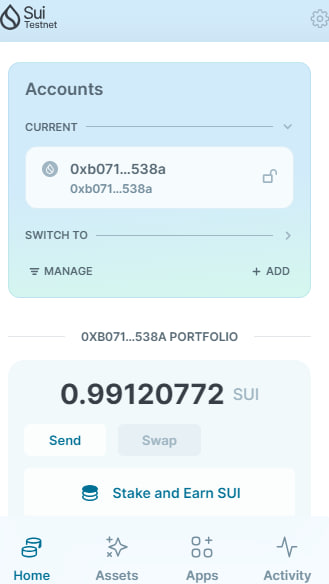 Sui
Testnet
Accounts
CURRENT
0xb071...538a
0xb071...538a
SWITCH TO
MANAGE
ADD
0XB071...538A PORTFOLIO
0.99120772 SUI
Send
Swap
Stake and Earn SUI
Home
Assets
Apps
Activity